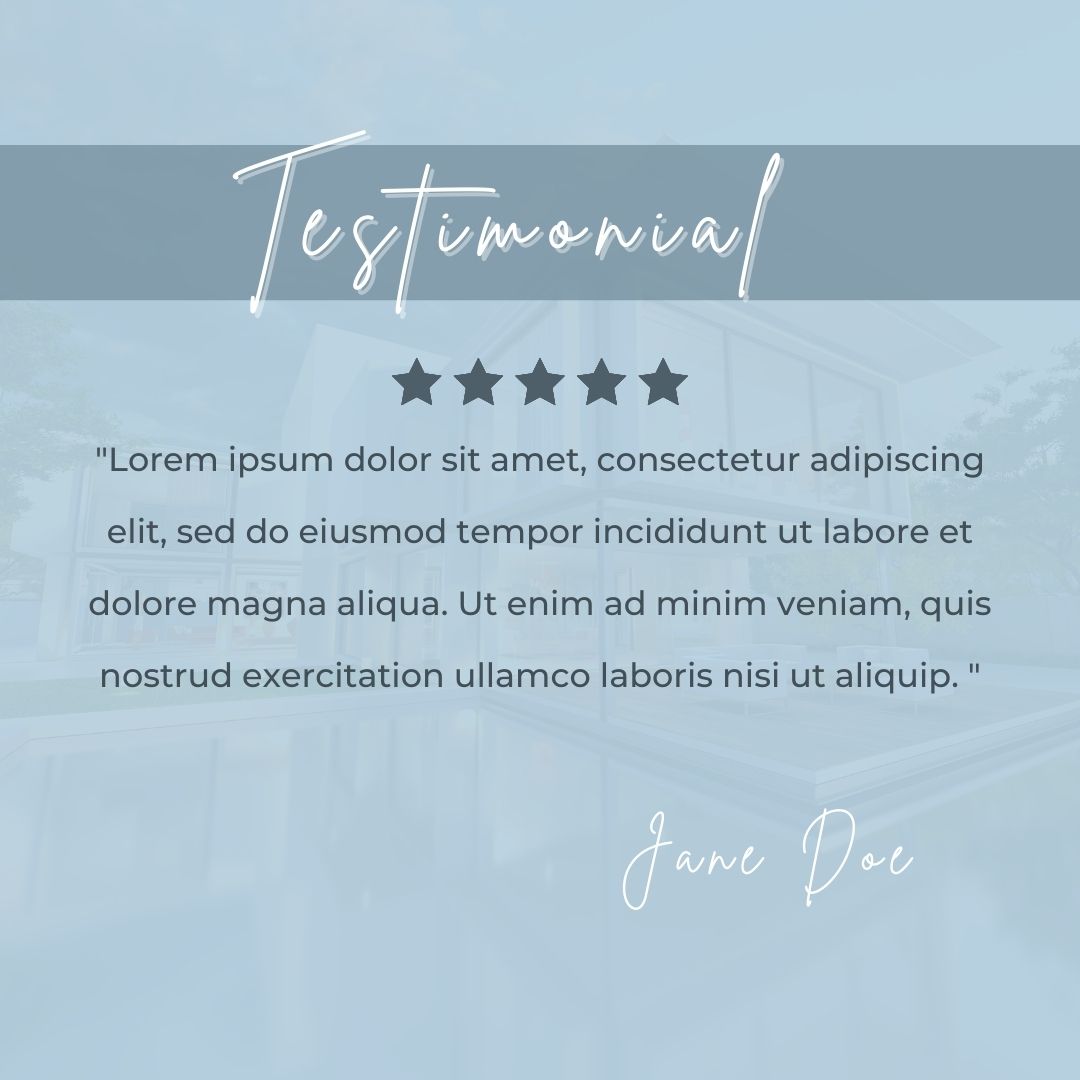 Testimonial
"Lorem ipsum dolor sit amet, consectetur adipiscing
elit, sed do eiusmod tempor incididunt ut labore et
dolore magna aliqua. Ut enim ad minim veniam, quis
nostrud exercitation ullamco laboris nisi ut aliquip. "
Jane Doe